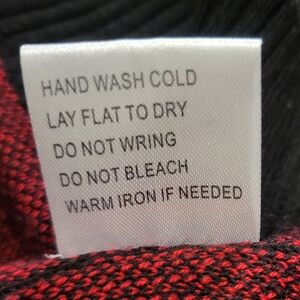 HAND WASH COLD
LAY FLAT TO DRY
DO NOT WRING
DO NOT BLEACH
WARM IRON IF NEEDED